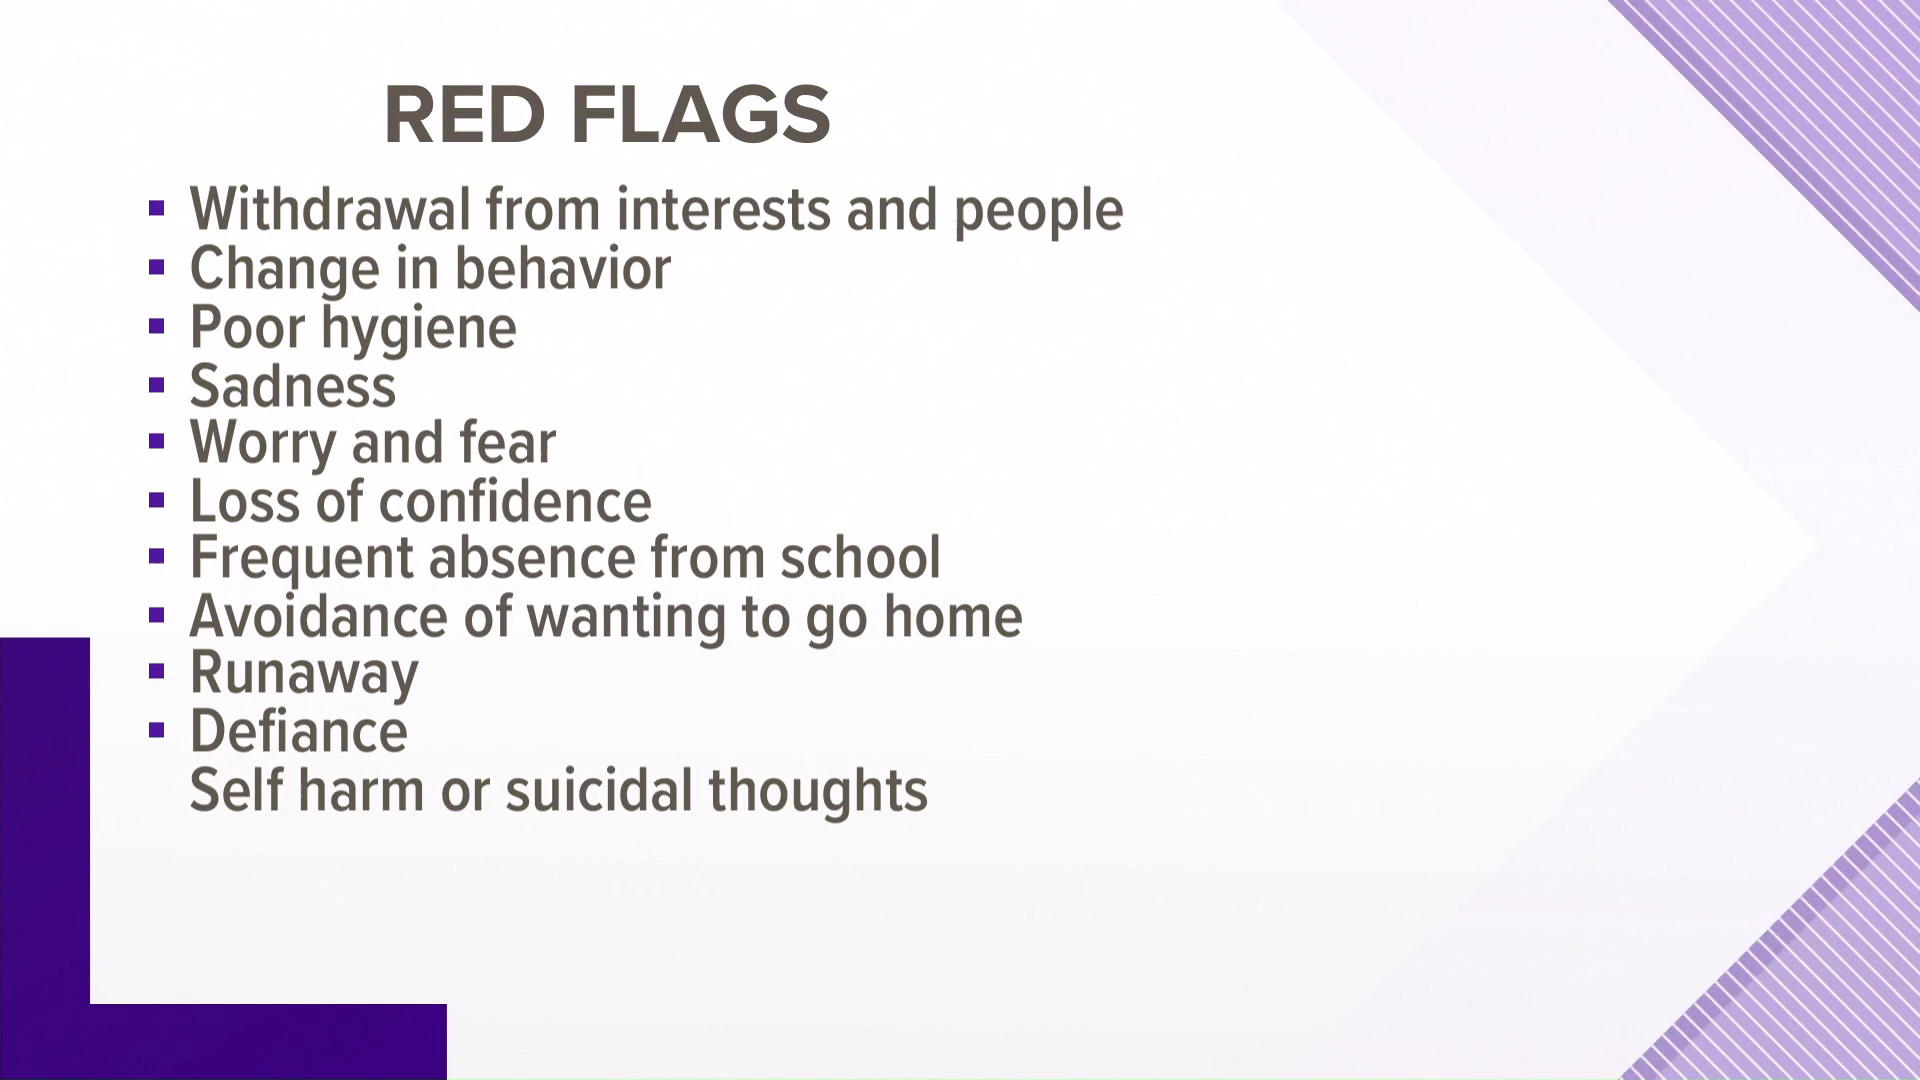 RED FLAGS
▪ Withdrawal from interests and people
▪ Change in behavior
▪ Poor hygiene
▪ Sadness
▪ Worry and fear
▪ Loss of confidence
▪ Frequent absence from school
▪ Avoidance of wanting to go home
▪ Runaway
▪ Defiance
Self harm or suicidal thoughts